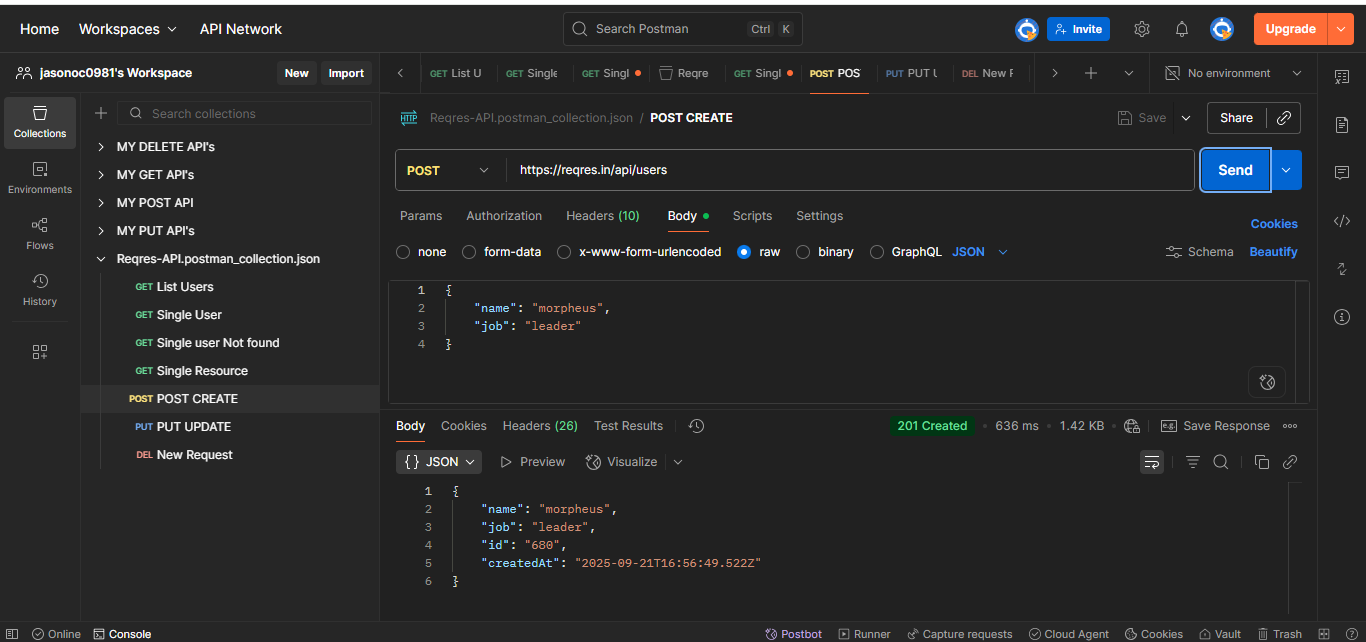 Home Workspaces API Network Search Postman Ctrl K Invite Upgrade
jasonoc0981's Workspace New Import GET List U GET Single GET Singl Reqre GET Singl POST POS PUT PUT U DEL New F No environment
Collections
Environments
Flows
History
Search collections
MY DELETE API's
MY GET API's
MY POST API
MY PUT API's
Reqres-API.postman_collection.json
GET List Users
GET Single User
GET Single user Not found
GET Single Resource
POST POST CREATE
PUT PUT UPDATE
DEL New Request
HTTP Reqres-API.postman_collection.json / POST CREATE Save Share
POST https://reqres.in/api/users Send
Params Authorization Headers (10) Body Scripts Settings Cookies
none form-data x-www-form-urlencoded raw binary GraphQL JSON Schema Beautify
1 {
2 "name": "morpheus",
3 "job": "leader"
4 }
Body Cookies Headers (26) Test Results 201 Created 636 ms 1.42 KB e.g. Save Response
{} JSON Preview Visualize
1 {
2 "name": "morpheus",
3 "job": "leader",
4 "id": "680",
5 "createdAt": "2025-09-21T16:56:49.522Z"
6 }
Online Console Postbot Runner Capture requests Cloud Agent Cookies Vault Trash